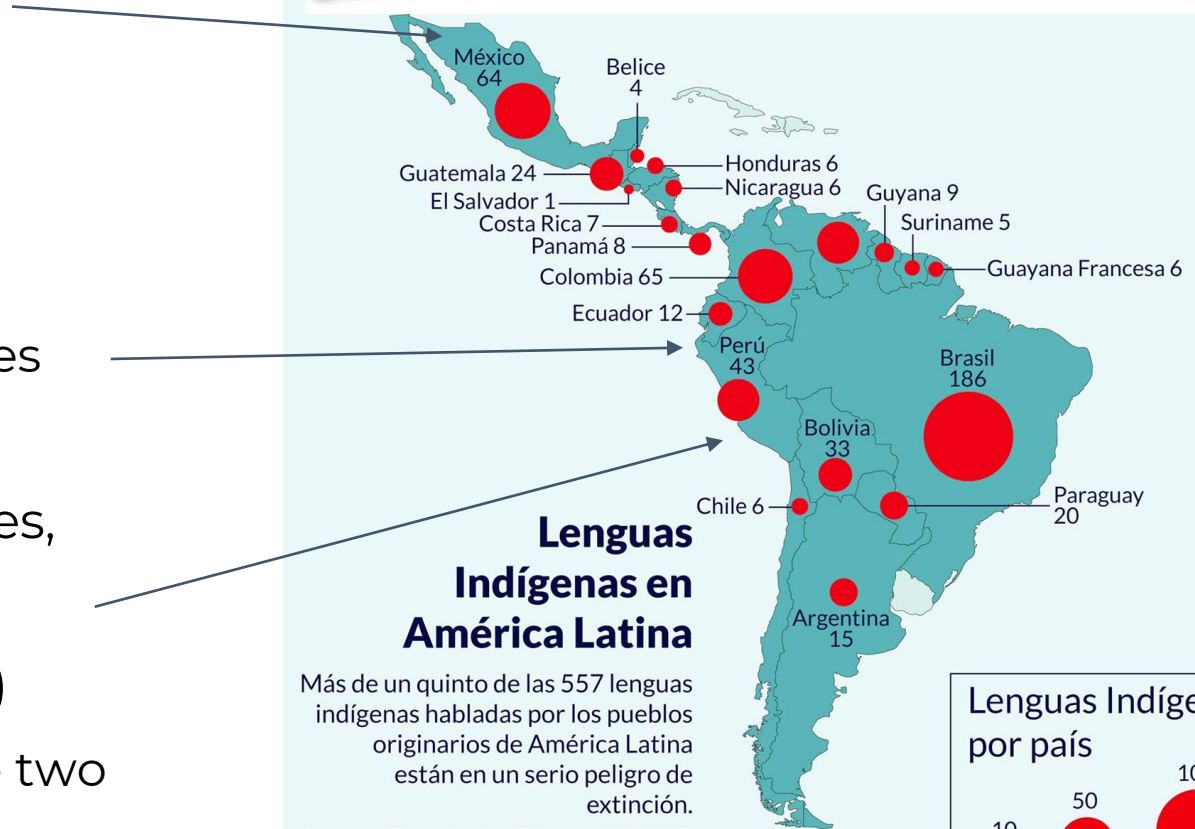 México
64
Belice
4
Guatemala 24
Honduras 6
El Salvador 1
Nicaragua 6
Costa Rica 7
Guyana 9
Panamá 8
Suriname 5
Colombia 65
Guayana Francesa 6
Ecuador 12
es
Perú
43
Brasil
186
Bolivia
33
es,
Chile 6
Paraguay
20
Lenguas
Indígenas en
América Latina
Argentina
15
)
Más de un quinto de las 557 lenguas
indígenas habladas por los pueblos
originarios de América Latina
están en un serio peligro de
extinción.
two
Lenguas Indíge
por país
50
10
10